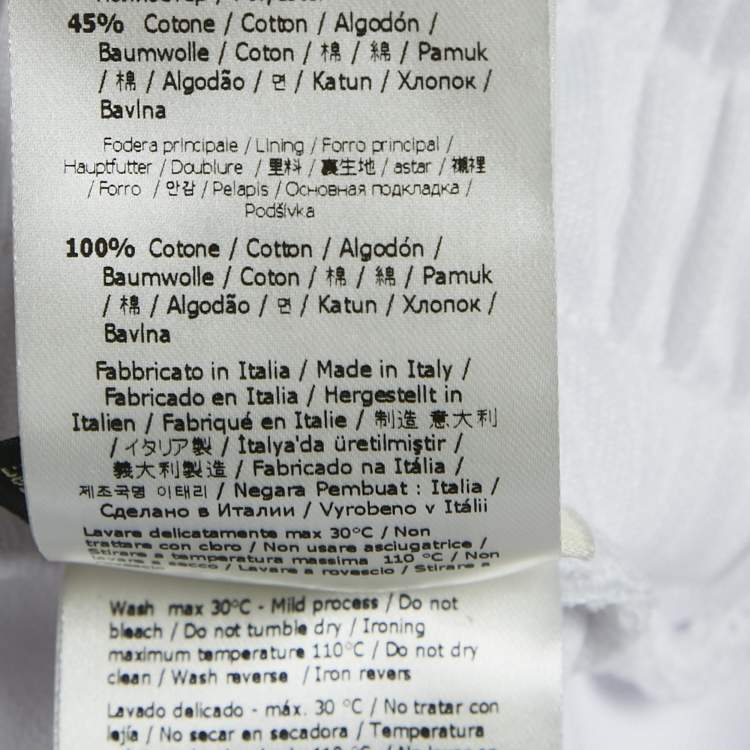 45% Cotone / Cotton / Algodón /
Baumwolle / Coton / 棉 / 綿 / Pamuk
/ 棉 / Algodão / 면 / Katun / Хлопок /
Bavlna
Fodera principale / Lining / Forro principal /
Hauptfutter / Doublure / 里料 / 裏生地 / astar / 襯裡
/ Forro / 안감 / Pelapis / Основная подкладка /
Podšívka
100% Cotone / Cotton / Algodón /
Baumwolle / Coton / 棉 / 綿 / Pamuk
/ 棉 / Algodão / 면 / Katun / Хлопок /
Bavlna
Fabbricato in Italia / Made in Italy /
Fabricado en Italia / Hergestellt in
Italien / Fabriqué en Italie / 制造 意大利
/ イタリア製 / İtalya'da üretilmiştir /
義大利製造 / Fabricado na Itália /
제조국명 이태리 / Negara Pembuat : Italia /
Сделано в Италии / Vyrobeno v Itálii
Lavare delicatamente max 30°C / Non
trattare con cloro / Non usare asciugatrice /
Stirare a temperatura massima 110 °C / Non
lavare a secco / Lavare a rovescio / Stirare a
Wash max 30°C - Mild process / Do not
bleach / Do not tumble dry / Ironing
maximum temperature 110°C / Do not dry
clean / Wash reverse / Iron revers
Lavado delicado - máx. 30 °C / No tratar con
lejía / No secar en secadora / Temperatura